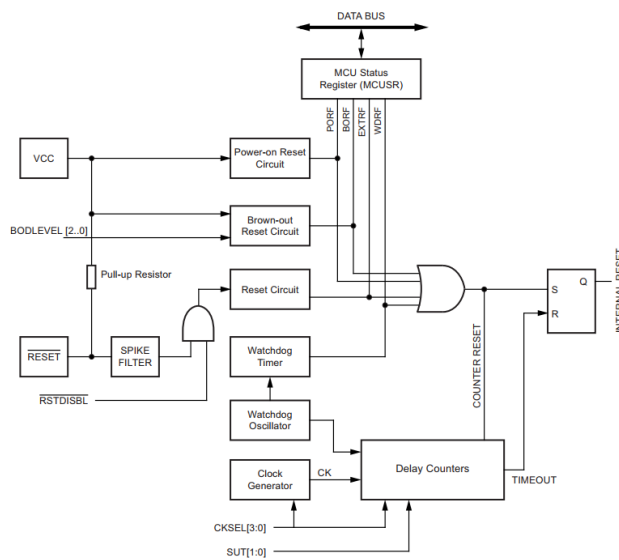 DATA BUS
MCU Status
Register (MCUSR)
PORF
BORF
EXTRF
WDRF
VCC
Power-on Reset
Circuit
BODLEVEL [2..0]
Brown-out
Reset Circuit
Pull-up Resistor
Reset Circuit
S
Q
R
INTERNAL RESET
RESET
SPIKE
FILTER
Watchdog
Timer
COUNTER RESET
RSTDISBL
Watchdog
Oscillator
Delay Counters
TIMEOUT
Clock
Generator
CK
CKSEL[3:0]
SUT[1:0]